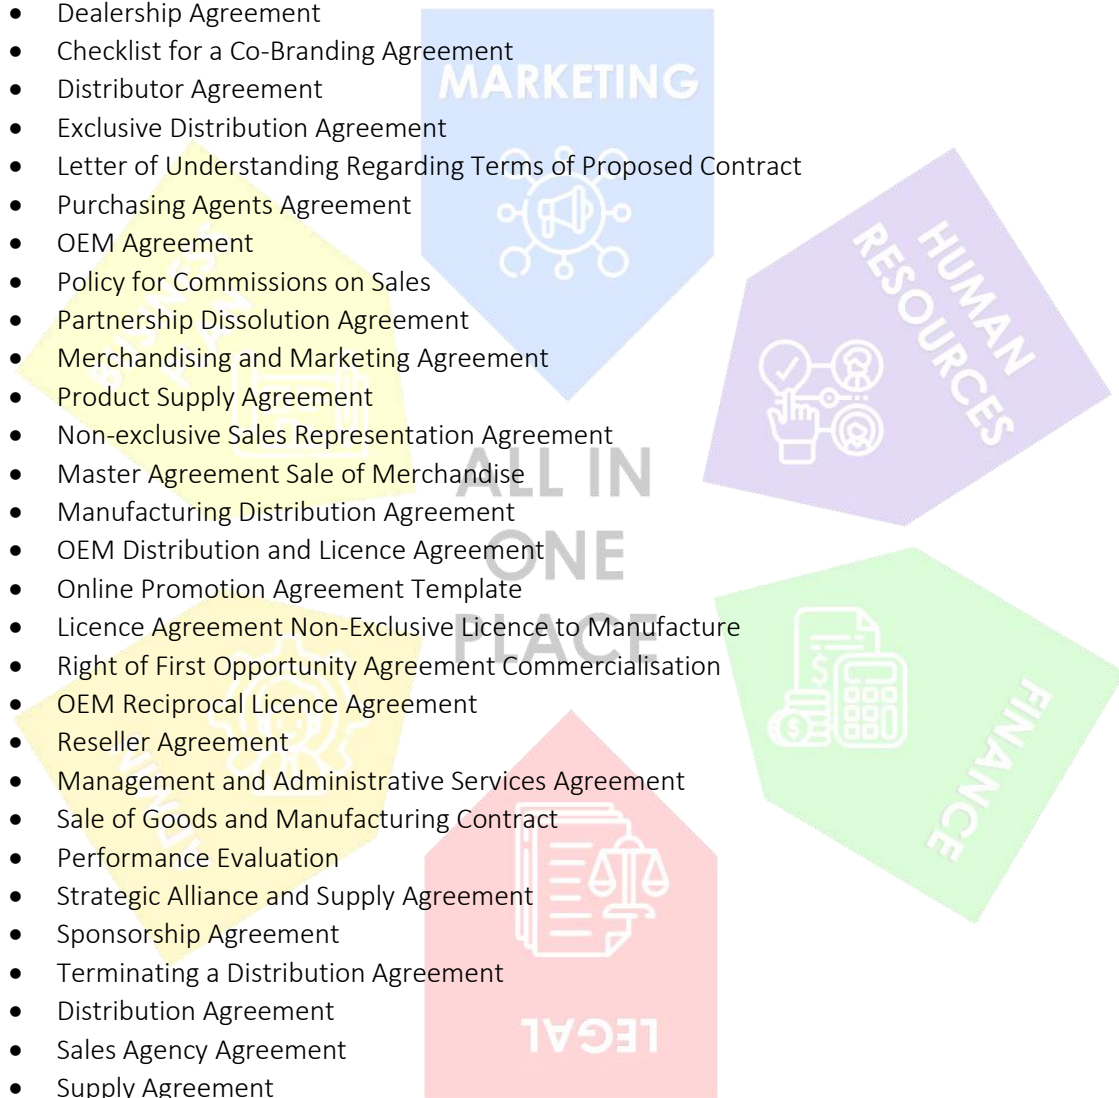 • Dealership Agreement
• Checklist for a Co-Branding Agreement
• Distributor Agreement
• Exclusive Distribution Agreement
• Letter of Understanding Regarding Terms of Proposed Contract
• Purchasing Agents Agreement
• OEM Agreement
• Policy for Commissions on Sales
• Partnership Dissolution Agreement
• Merchandising and Marketing Agreement
• Product Supply Agreement
• Non-exclusive Sales Representation Agreement
• Master Agreement Sale of Merchandise
• Manufacturing Distribution Agreement
• OEM Distribution and Licence Agreement
• Online Promotion Agreement Template
• Licence Agreement Non-Exclusive Licence to Manufacture
• Right of First Opportunity Agreement Commercialisation
• OEM Reciprocal Licence Agreement
• Reseller Agreement
• Management and Administrative Services Agreement
• Sale of Goods and Manufacturing Contract
• Performance Evaluation
• Strategic Alliance and Supply Agreement
• Sponsorship Agreement
• Terminating a Distribution Agreement
• Distribution Agreement
• Sales Agency Agreement
• Supply Agreement
MARKETING
HUMAN
RESOURCES
FINANCE
LEGAL
ADMIN
BUSINESS
PLAN
ALL IN
ONE
PLACE